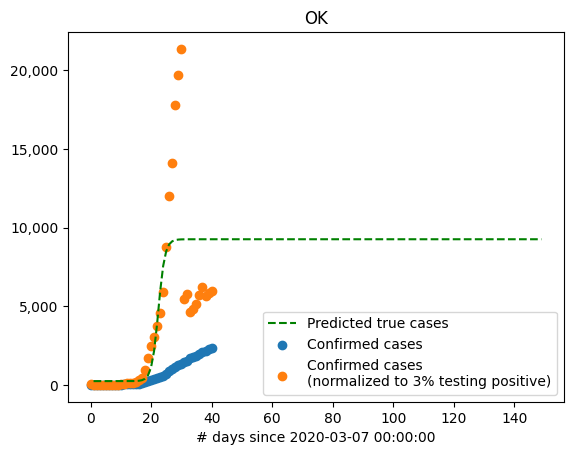 OK
20,000
15,000
10,000
5,000
0
Predicted true cases
Confirmed cases
Confirmed cases
(normalized to 3% testing positive)
0 20 40 60 80 100 120 140
# days since 2020-03-07 00:00:00